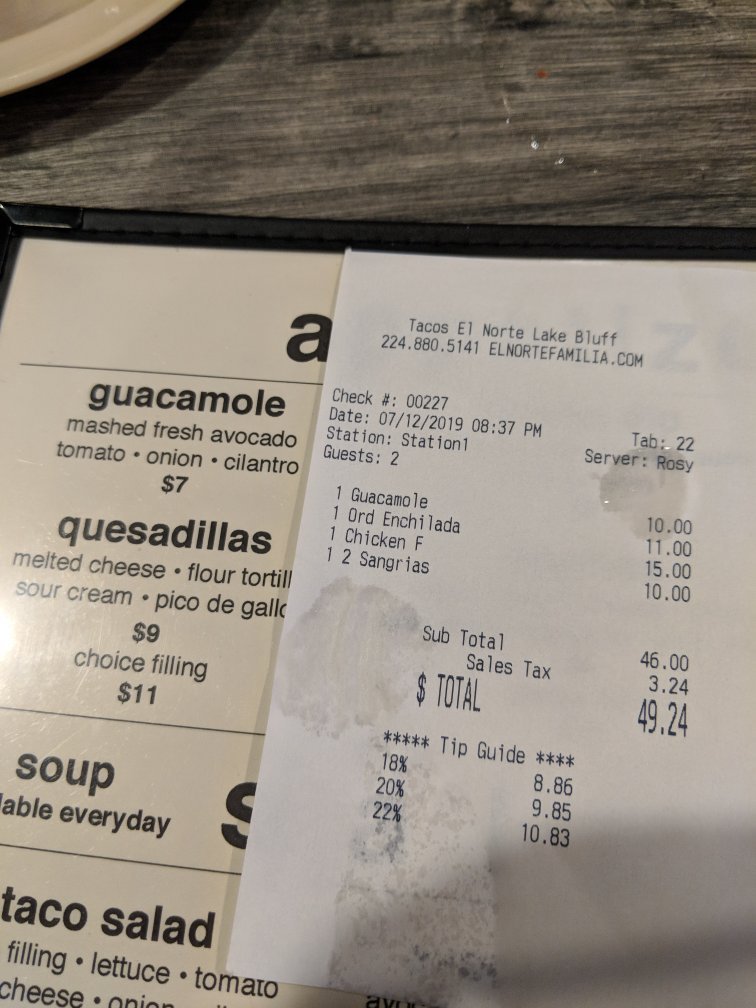 a
guacamole
mashed fresh avocado
tomato • onion • cilantro
$7
quesadillas
melted cheese • flour tortill
sour cream • pico de gallo
$9
choice filling
$11
soup
lable everyday
s
taco salad
filling • lettuce • tomato
cheese • onion
Tacos El Norte Lake Bluff
224.880.5141 ELNORTEFAMILIA.COM
Check #: 00227
Date: 07/12/2019 08:37 PM
Station: Station1 Tab: 22
Guests: 2 Server: Rosy
1 Guacamole 10.00
1 Ord Enchilada 11.00
1 Chicken F 15.00
1 2 Sangrias 10.00
Sub Total 46.00
Sales Tax 3.24
$ TOTAL 49.24
***** Tip Guide ****
18% 8.86
20% 9.85
22% 10.83